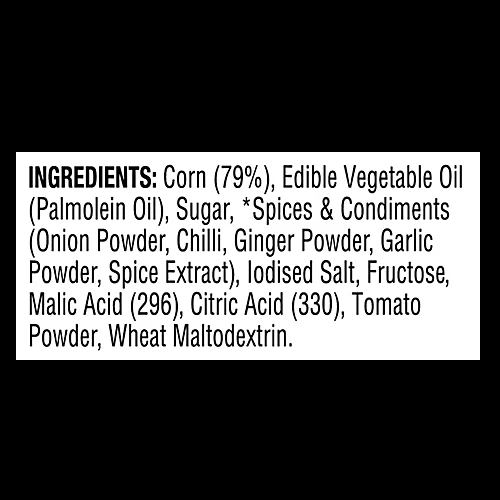 INGREDIENTS: Corn (79%), Edible Vegetable Oil
(Palmolein Oil), Sugar, *Spices & Condiments
(Onion Powder, Chilli, Ginger Powder, Garlic
Powder, Spice Extract), Iodised Salt, Fructose,
Malic Acid (296), Citric Acid (330), Tomato
Powder, Wheat Maltodextrin.